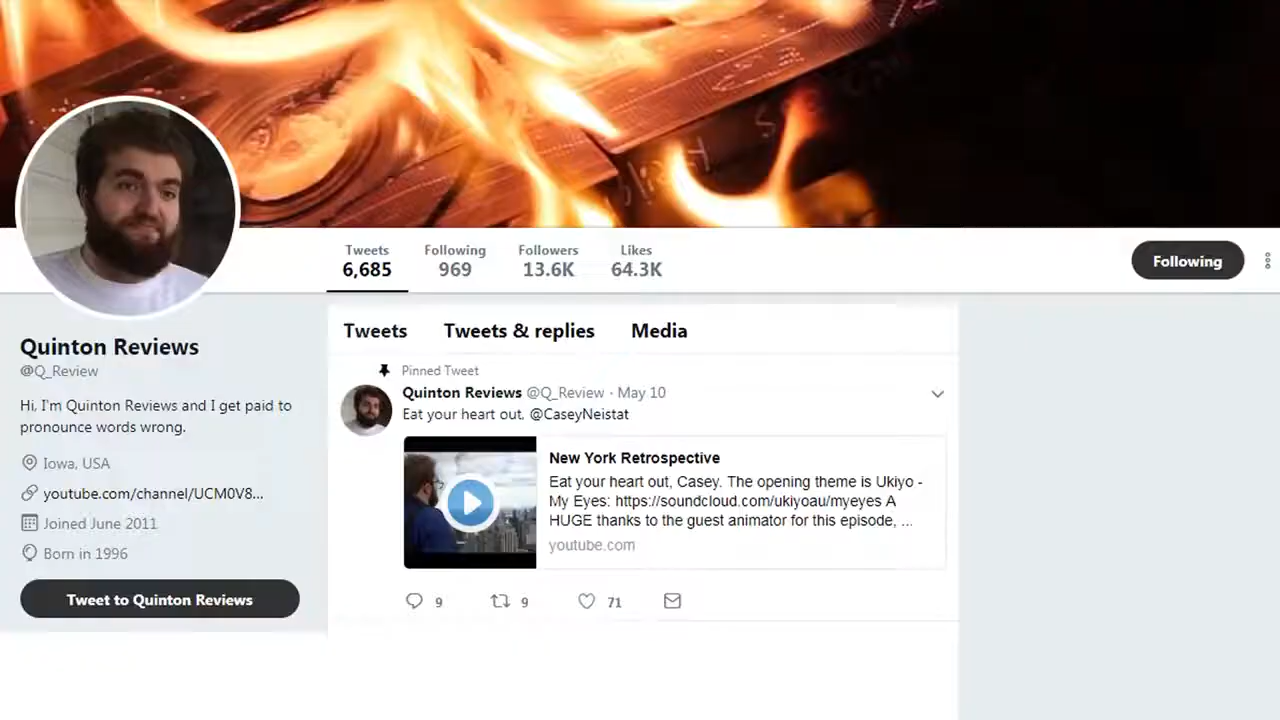 Tweets
6,685
Following
969
Followers
13.6K
Likes
64.3K
Following
Quinton Reviews
@Q_Review
Hi, I'm Quinton Reviews and I get paid to
pronounce words wrong.
Iowa, USA
youtube.com/channel/UCM0V8...
Joined June 2011
Born in 1996
Tweet to Quinton Reviews
Tweets Tweets & replies Media
Pinned Tweet
Quinton Reviews @Q_Review · May 10
Eat your heart out, @CaseyNeistat
New York Retrospective
Eat your heart out, Casey. The opening theme is Ukiyo -
My Eyes: https://soundcloud.com/ukiyoau/myeyes A
HUGE thanks to the guest animator for this episode, ...
youtube.com
9 9 71